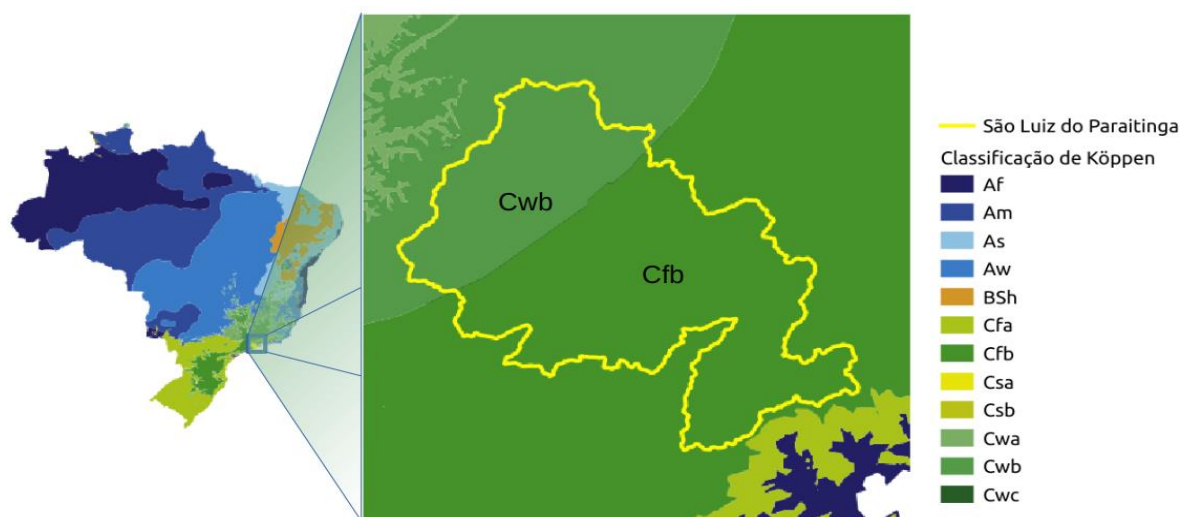 Cwb
Cfb
São Luiz do Paraitinga
Classificação de Köppen
Af
Am
As
Aw
BSh
Cfa
Cfb
Csa
Csb
Cwa
Cwb
Cwc